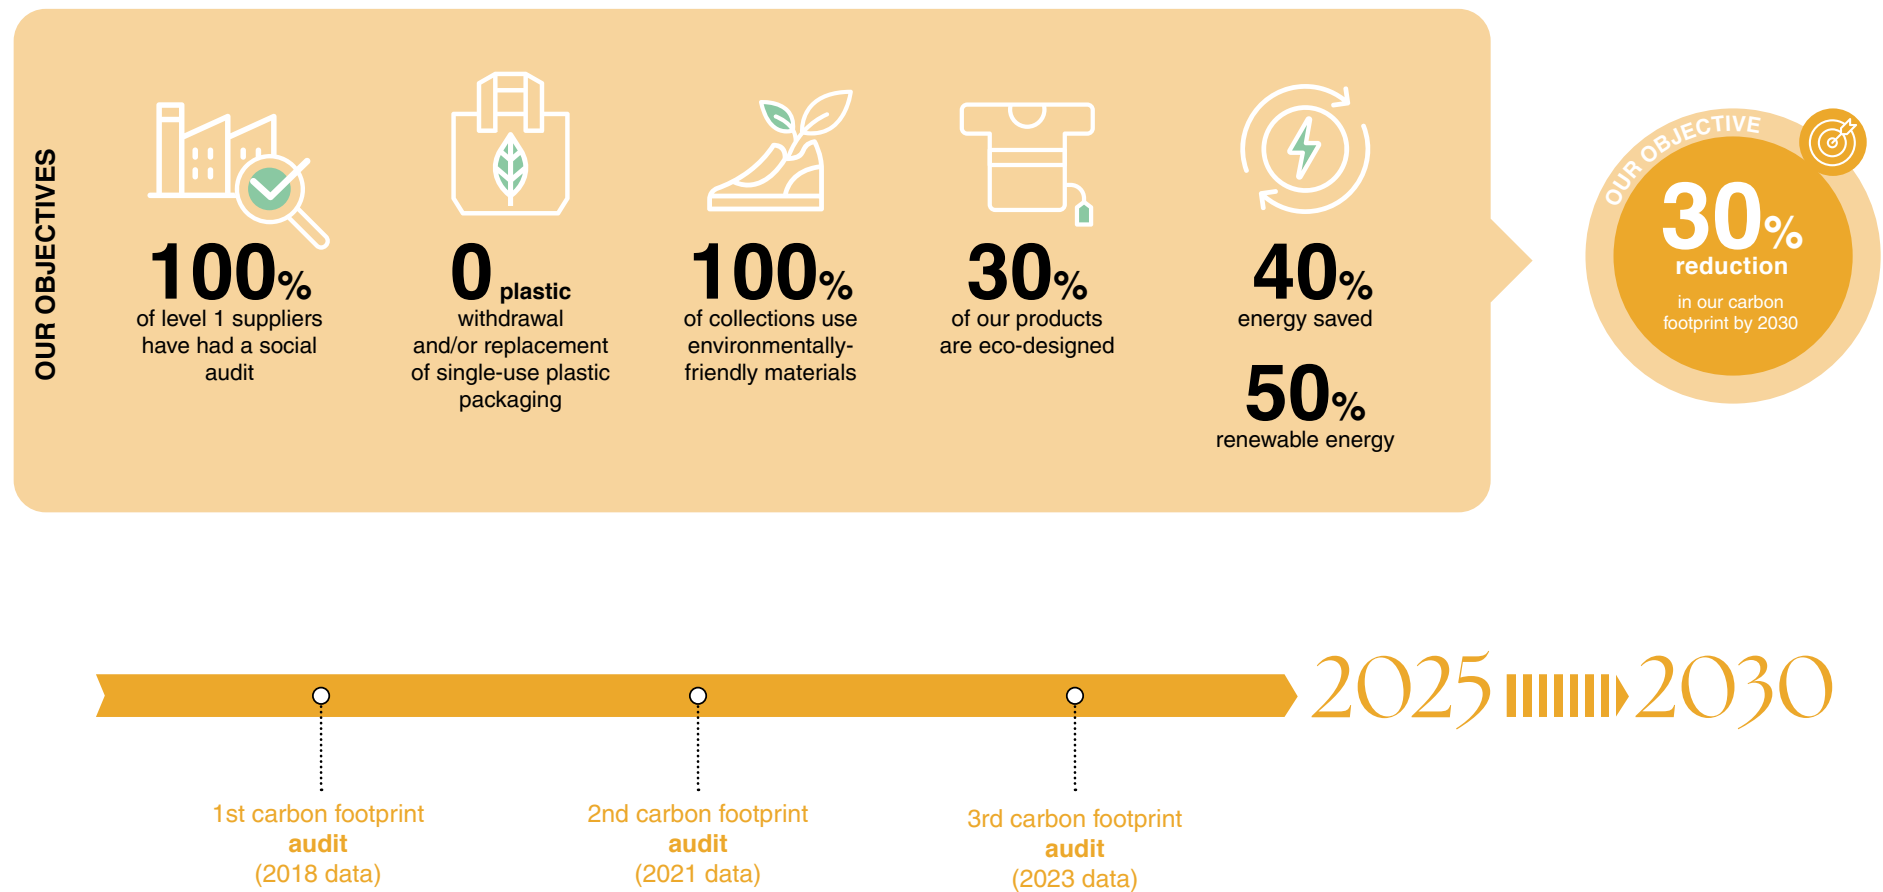 OUR OBJECTIVES
100%
of level 1 suppliers
have had a social
audit
0 plastic
withdrawal
and/or replacement
of single-use plastic
packaging
100%
of collections use
environmentally-
friendly materials
30%
of our products
are eco-designed
40%
energy saved
50%
renewable energy
OUR OBJECTIVE
30%
reduction
in our carbon
footprint by 2030
2025
2030
1st carbon footprint
audit
(2018 data)
2nd carbon footprint
audit
(2021 data)
3rd carbon footprint
audit
(2023 data)